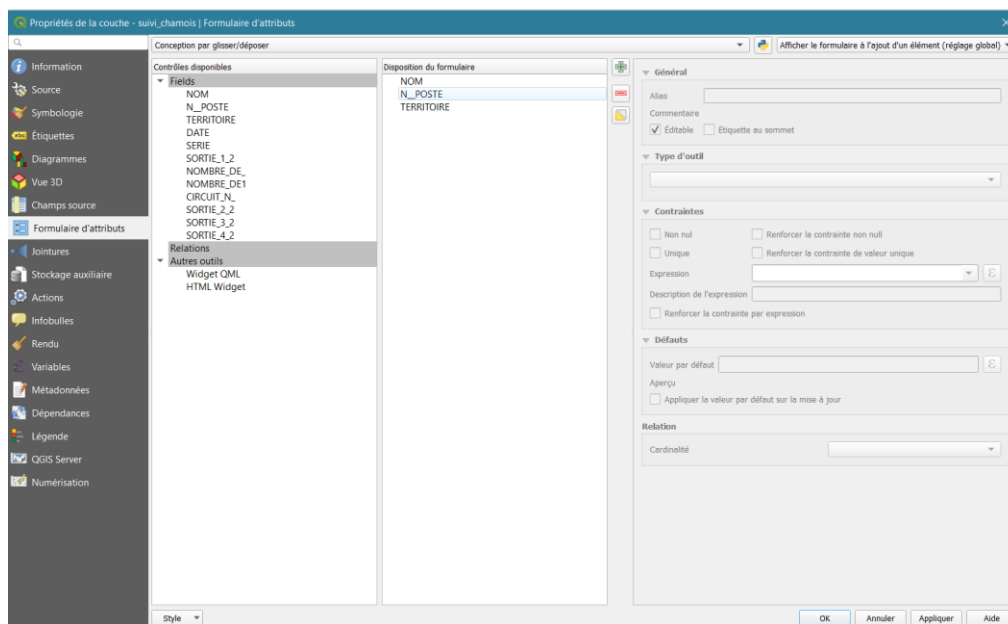 Propriétés de la couche - suivi_chamois | Formulaire d'attributs
Conception par glisser/déposer
Afficher le formulaire à l'ajout d'un élément (réglage global)
Information
Source
Symbologie
abc Étiquettes
Diagrammes
Vue 3D
Champs source
Formulaire d'attributs
Jointures
Stockage auxiliaire
Actions
Infobulles
Rendu
Variables
Métadonnées
Dépendances
Légende
QGIS Server
Numérisation
Contrôles disponibles
Fields
NOM
N__POSTE
TERRITOIRE
DATE
SERIE
SORTIE_1_2
NOMBRE_DE_
NOMBRE_DE1
CIRCUIT_N_
SORTIE_2_2
SORTIE_3_2
SORTIE_4_2
Relations
Autres outils
Widget QML
HTML Widget
Disposition du formulaire
NOM
N__POSTE
TERRITOIRE
Général
Alias
Commentaire
Éditable Étiquette au sommet
Type d'outil
Contraintes
Non nul Renforcer la contrainte non null
Unique Renforcer la contrainte de valeur unique
Expression ε
Description de l'expression
Renforcer la contrainte par expression
Défauts
Valeur par défaut ε
Aperçu
Appliquer la valeur par défaut sur la mise à jour
Relation
Cardinalité
Style
OK Annuler Appliquer Aide